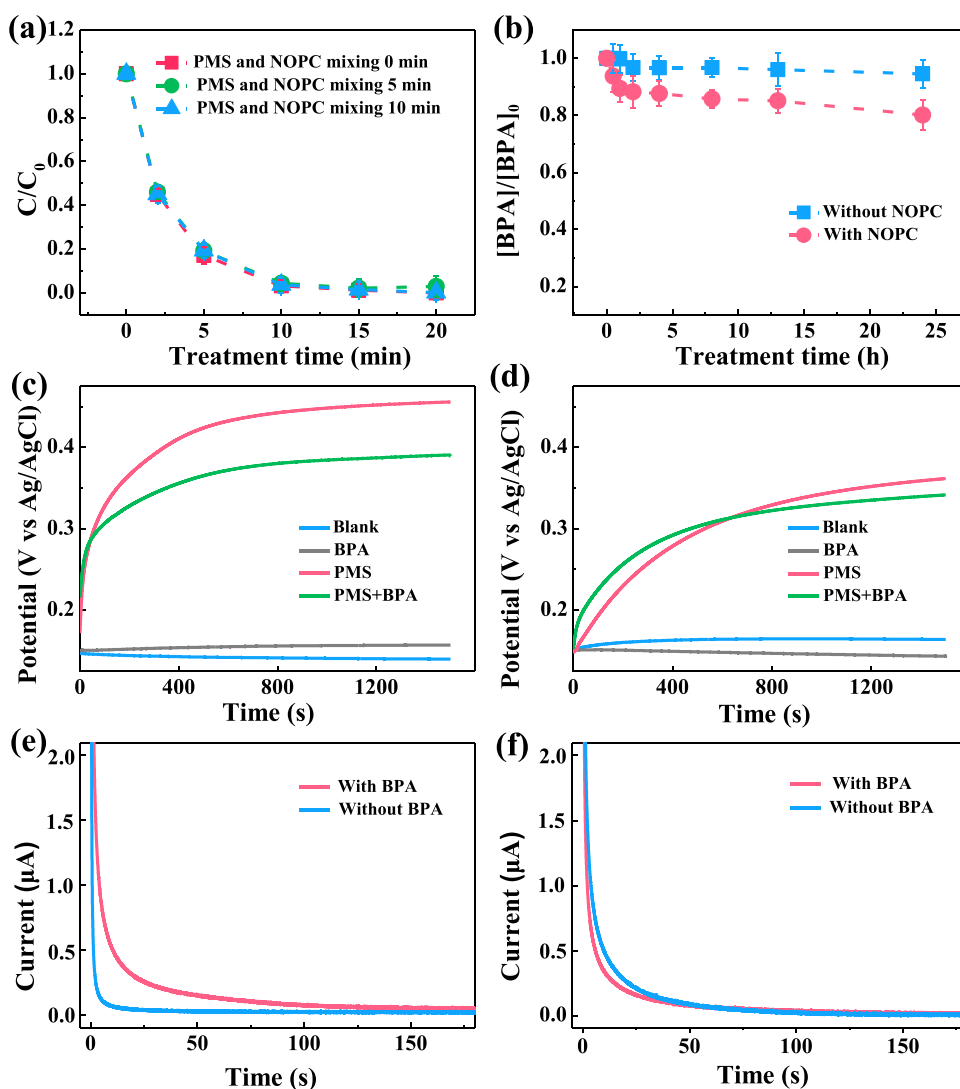 (a)
1.2
1.0
0.8
0.6
0.4
0.2
0.0
C/C0
PMS and NOPC mixing 0 min
PMS and NOPC mixing 5 min
PMS and NOPC mixing 10 min
0 5 10 15 20
Treatment time (min)
(b)
1.0
0.8
0.6
0.4
0.2
[BPA]/[BPA]0
Without NOPC
With NOPC
0 5 10 15 20 25
Treatment time (h)
(c)
0.4
0.3
0.2
Potential (V vs Ag/AgCl)
Blank
BPA
PMS
PMS+BPA
0 400 800 1200
Time (s)
(d)
0.4
0.3
0.2
Potential (V vs Ag/AgCl)
Blank
BPA
PMS
PMS+BPA
0 400 800 1200
Time (s)
(e)
2.0
1.5
1.0
0.5
0.0
Current (μA)
With BPA
Without BPA
0 50 100 150
Time (s)
(f)
2.0
1.5
1.0
0.5
0.0
Current (μA)
With BPA
Without BPA
0 50 100 150
Time (s)